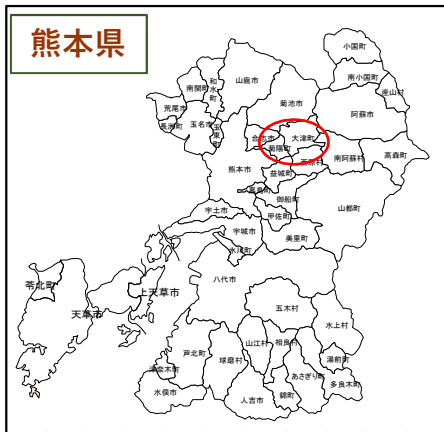 熊本県
小国町
南小国町
産山村
和水町
山鹿市
南関町
菊池市
阿蘇市
荒尾市
玉名市
玉東町
長洲町
合志市
大津町
菊陽町
西原村
南阿蘇村
高森町
熊本市
益城町
嘉島町
御船町
山都町
宇土市
甲佐町
宇城市
美里町
氷川町
八代市
苓北町
上天草市
天草市
五木村
水上村
芦北町
球磨村
山江村
相良村
湯前町
津奈木町
あさぎり町
多良木町
水俣市
人吉市
錦町